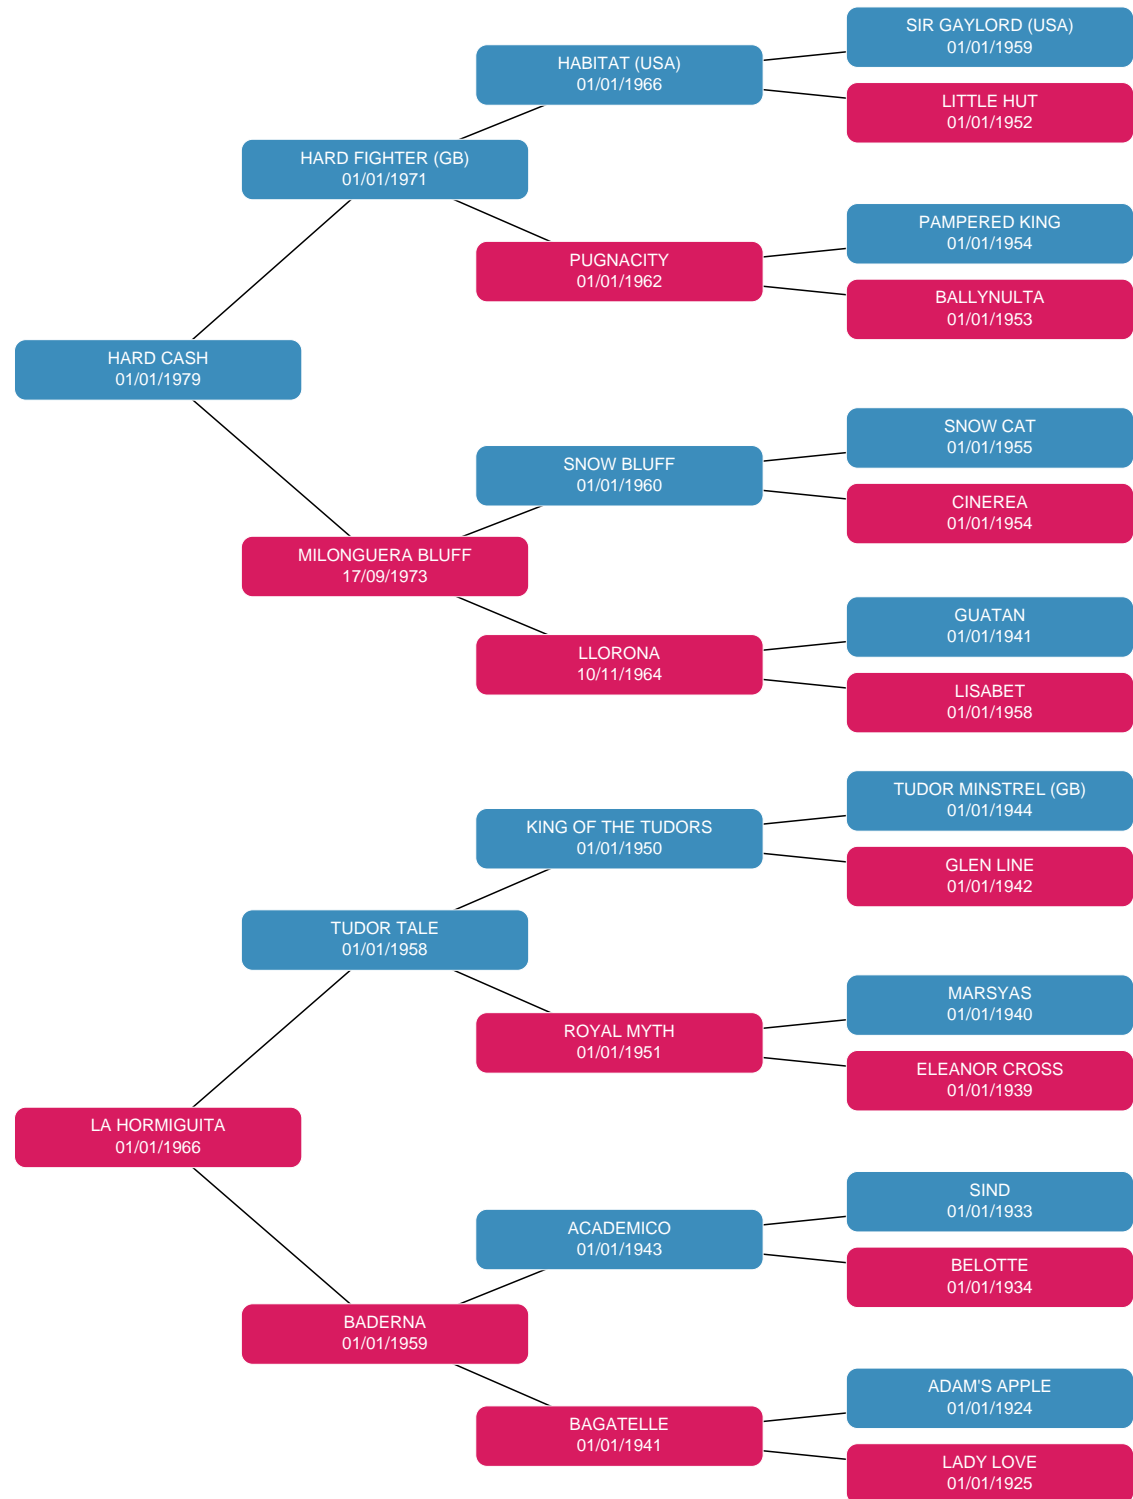 SIR GAYLORD (USA)
01/01/1959
HABITAT (USA)
01/01/1966
LITTLE HUT
01/01/1952
HARD FIGHTER (GB)
01/01/1971
PAMPERED KING
01/01/1954
PUGNACITY
01/01/1962
BALLYNULTA
01/01/1953
HARD CASH
01/01/1979
SNOW CAT
01/01/1955
SNOW BLUFF
01/01/1960
CINEREA
01/01/1954
MILONGUERA BLUFF
17/09/1973
GUATAN
01/01/1941
LLORONA
10/11/1964
LISABET
01/01/1958
TUDOR MINSTREL (GB)
01/01/1944
KING OF THE TUDORS
01/01/1950
GLEN LINE
01/01/1942
TUDOR TALE
01/01/1958
MARSYAS
01/01/1940
ROYAL MYTH
01/01/1951
ELEANOR CROSS
01/01/1939
LA HORMIGUITA
01/01/1966
SIND
01/01/1933
ACADEMICO
01/01/1943
BELOTTE
01/01/1934
BADERNA
01/01/1959
ADAM'S APPLE
01/01/1924
BAGATELLE
01/01/1941
LADY LOVE
01/01/1925